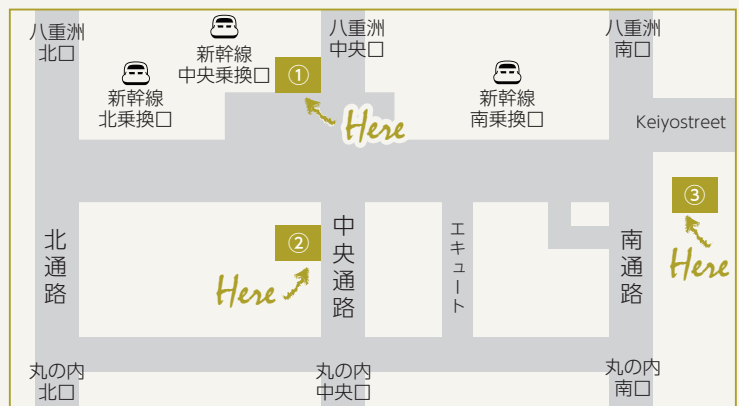 八重洲
北口
新幹線
中央乗換口
八重洲
中央口
八重洲
南口
新幹線
北乗換口
①
新幹線
南乗換口
Here
Keiyostreet
③
北通路
②
中央通路
エキュート
南通路
Here
Here
丸の内
北口
丸の内
中央口
丸の内
南口